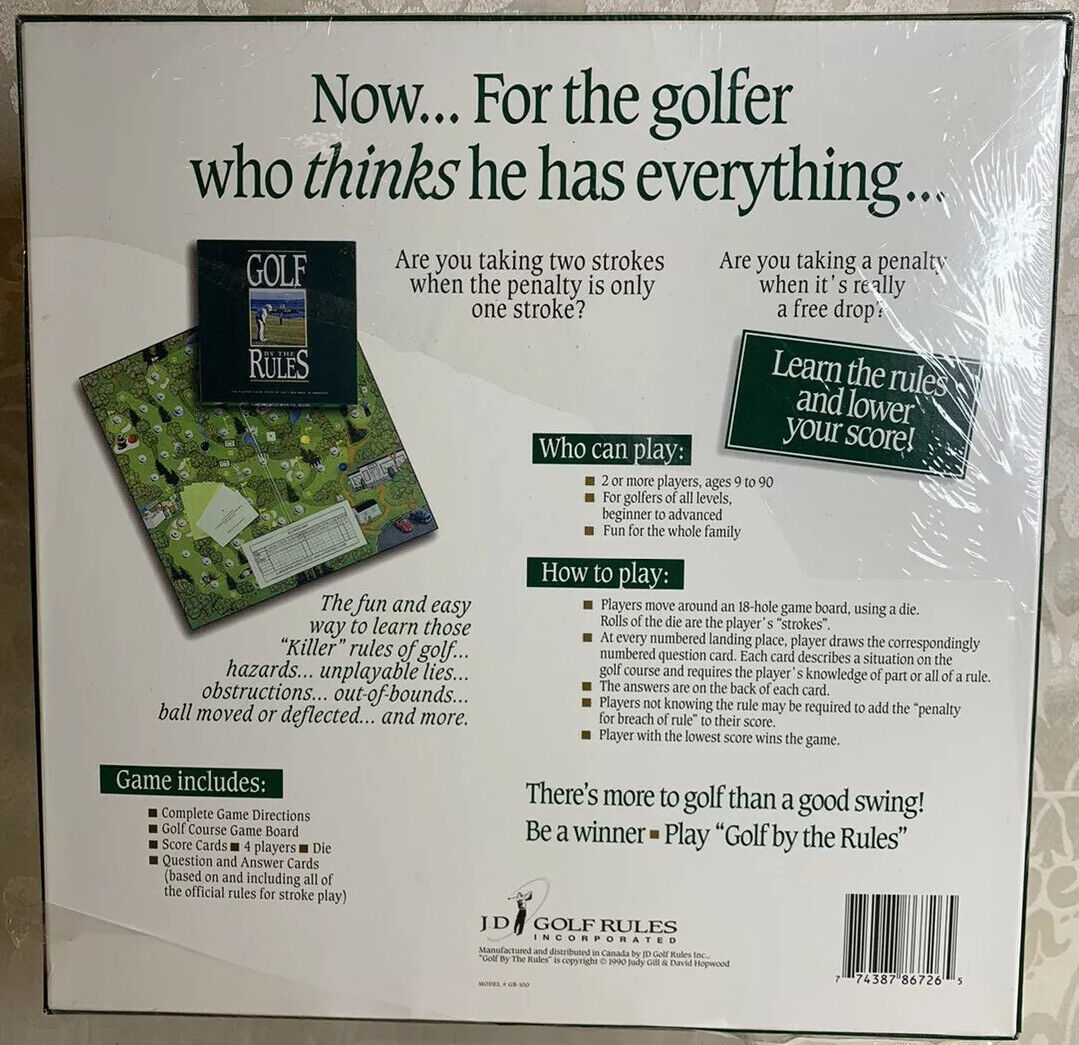 Now... For the golfer
who thinks he has everything...
GOLF
BY THE
RULES
Are you taking two strokes
when the penalty is only
one stroke?
Are you taking a penalty
when it's really
a free drop?
Learn the rules
and lower
your score!
Who can play:
■ 2 or more players, ages 9 to 90
■ For golfers of all levels,
beginner to advanced
■ Fun for the whole family
How to play:
■ Players move around an 18-hole game board, using a die.
Rolls of the die are the player's "strokes".
■ At every numbered landing place, player draws the correspondingly
numbered question card. Each card describes a situation on the
golf course and requires the player's knowledge of part or all of a rule.
■ The answers are on the back of each card.
■ Players not knowing the rule may be required to add the "penalty
for breach of rule" to their score.
■ Player with the lowest score wins the game.
The fun and easy
way to learn those
"Killer" rules of golf...
hazards... unplayable lies...
obstructions... out-of-bounds...
ball moved or deflected... and more.
Game includes:
■ Complete Game Directions
■ Golf Course Game Board
■ Score Cards ■ 4 players ■ Die
■ Question and Answer Cards
(based on and including all of
the official rules for stroke play)
There's more to golf than a good swing!
Be a winner ■ Play "Golf by the Rules"
JD GOLF RULES
INCORPORATED
Manufactured and distributed in Canada by JD Golf Rules Inc.,
"Golf By The Rules" is copyright © 1990 Judy Gill & David Hopwood
MODEL # GR-100
7 74387 86726 5